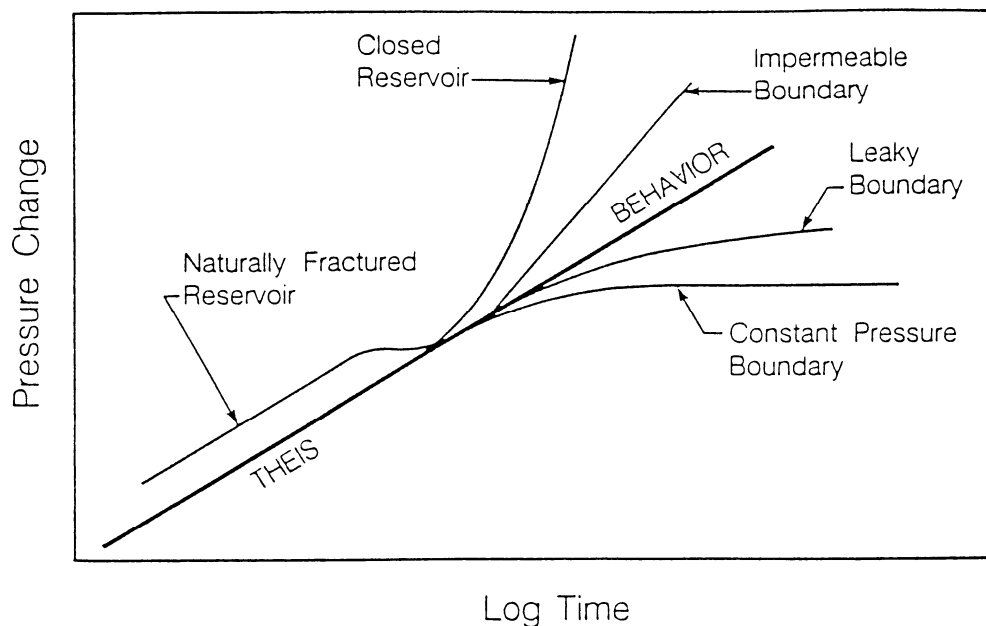 Closed
Reservoir
Impermeable
Boundary
Leaky
Boundary
Naturally Fractured
Reservoir
Constant Pressure
Boundary
THEIS
BEHAVIOR
Pressure Change
Log Time